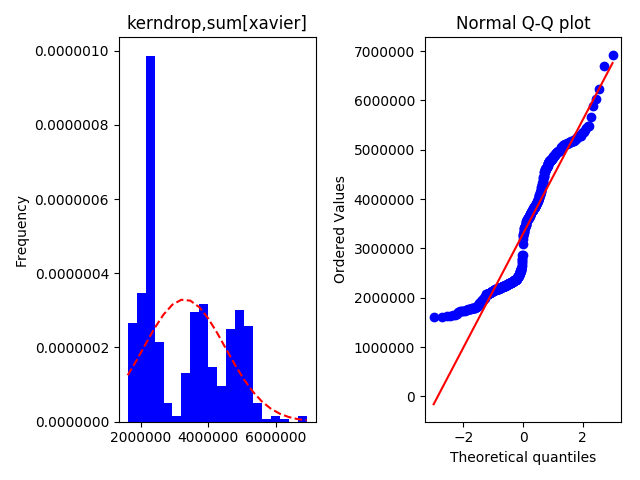 kerndrop,sum[xavier]
Frequency
0.0000010
0.0000008
0.0000006
0.0000004
0.0000002
0.0000000
2000000 4000000 6000000
Normal Q-Q plot
Ordered Values
7000000
6000000
5000000
4000000
3000000
2000000
1000000
0
−2 0 2
Theoretical quantiles